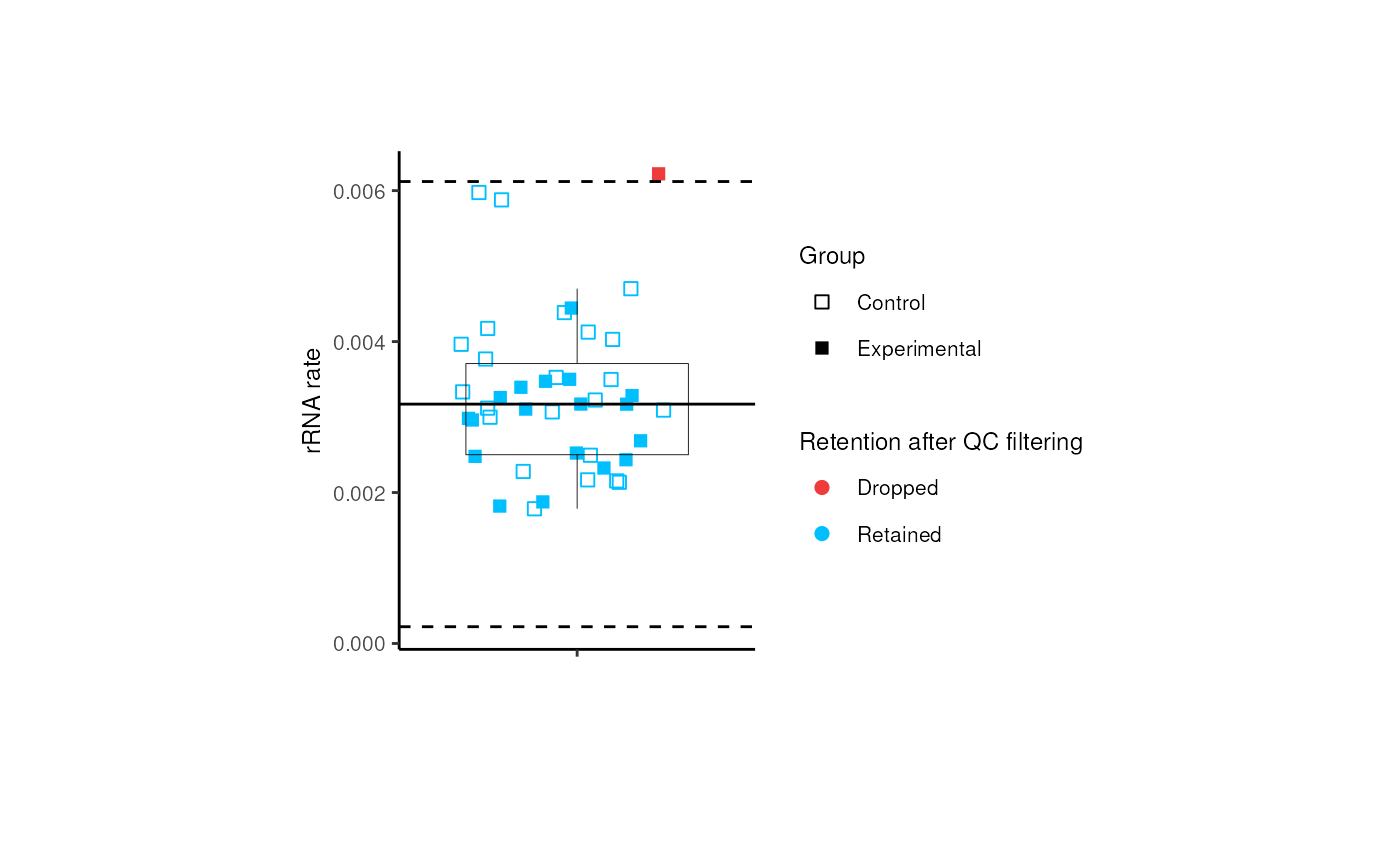 rRNA rate
0.006
0.004
0.002
0.000
Group
Control
Experimental
Retention after QC filtering
Dropped
Retained